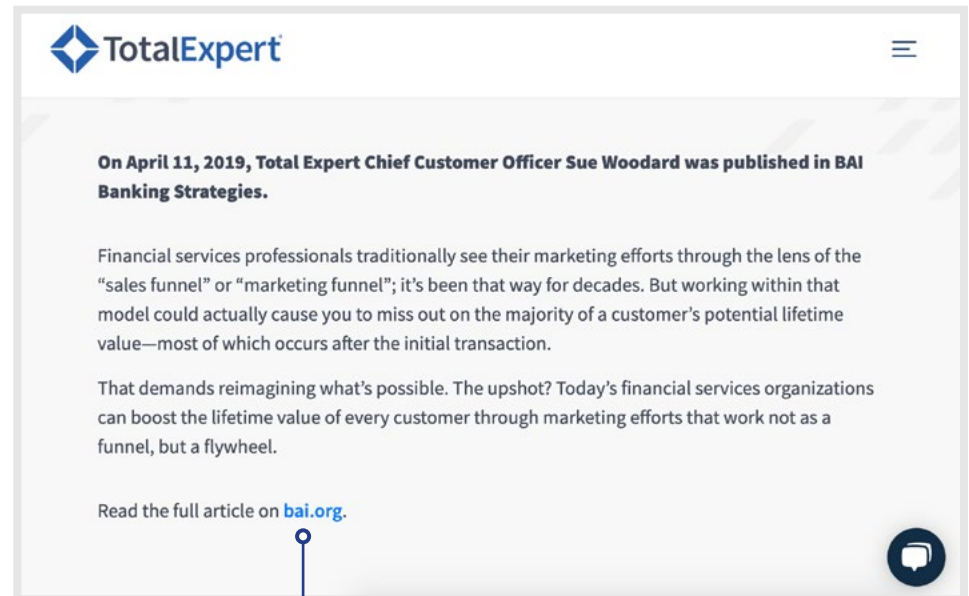 TotalExpert
On April 11, 2019, Total Expert Chief Customer Officer Sue Woodard was published in BAI
Banking Strategies.
Financial services professionals traditionally see their marketing efforts through the lens of the
“sales funnel” or “marketing funnel”; it’s been that way for decades. But working within that
model could actually cause you to miss out on the majority of a customer’s potential lifetime
value—most of which occurs after the initial transaction.
That demands reimagining what’s possible. The upshot? Today’s financial services organizations
can boost the lifetime value of every customer through marketing efforts that work not as a
funnel, but a flywheel.
Read the full article on bai.org.